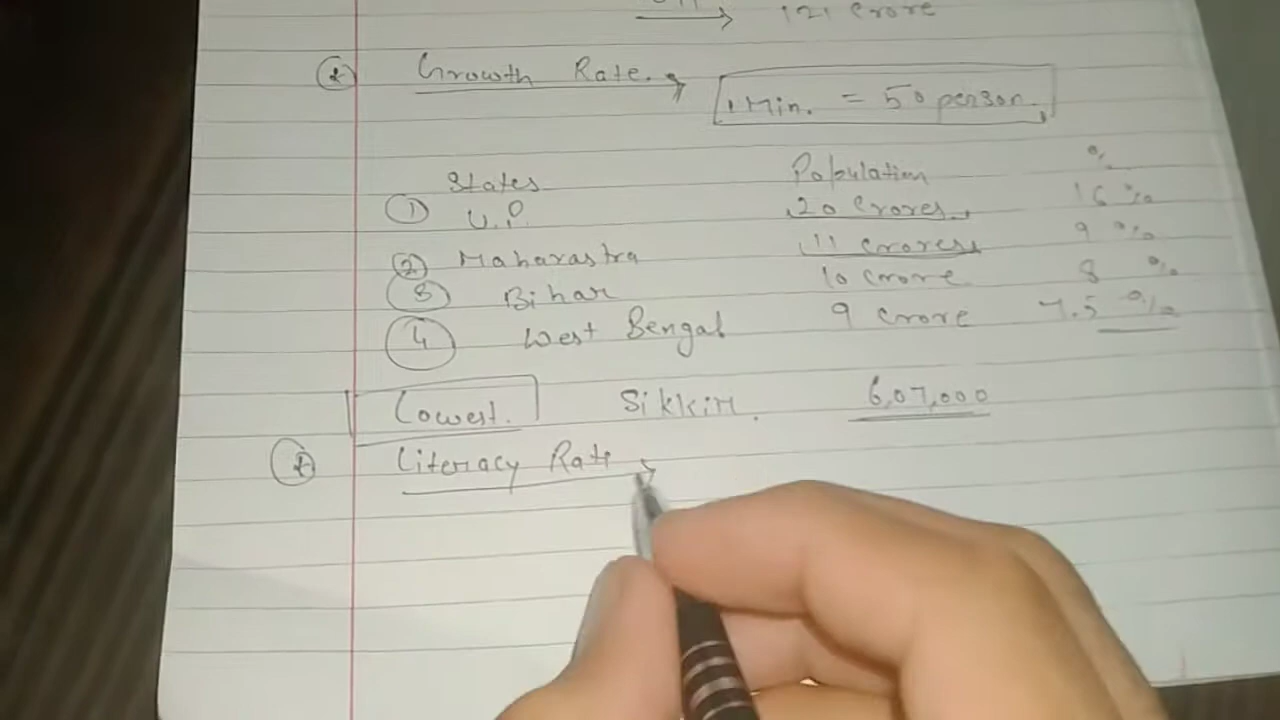 121 Crore
Growth Rate.
1 Min. = 50 person.
States Population %
① U.P. 20 Crores 16 %
② Maharastra 11 crores 9 %
③ Bihar 10 crore 8 %
④ West Bengal 9 crore 7.5 %
Lowest. Sikkim. 6,07,000
Literacy Rate